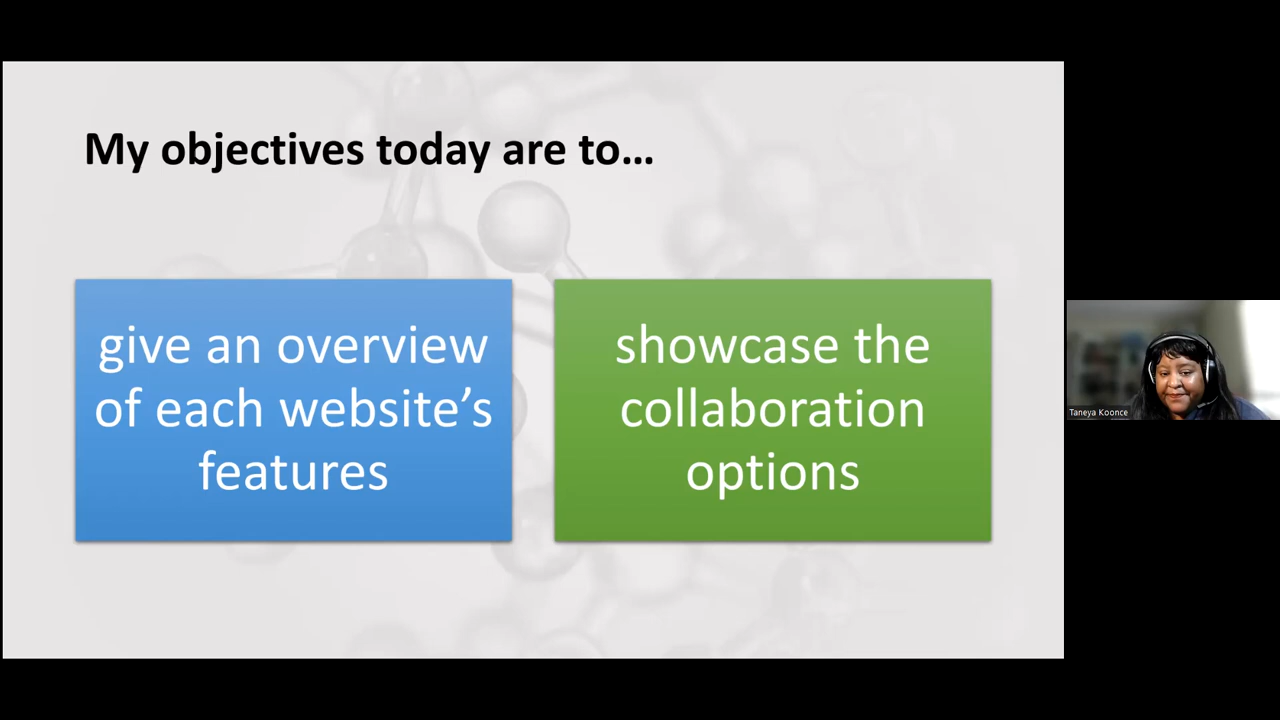 My objectives today are to…
give an overview
of each website’s
features
showcase the
collaboration
options
Taneya Koonce